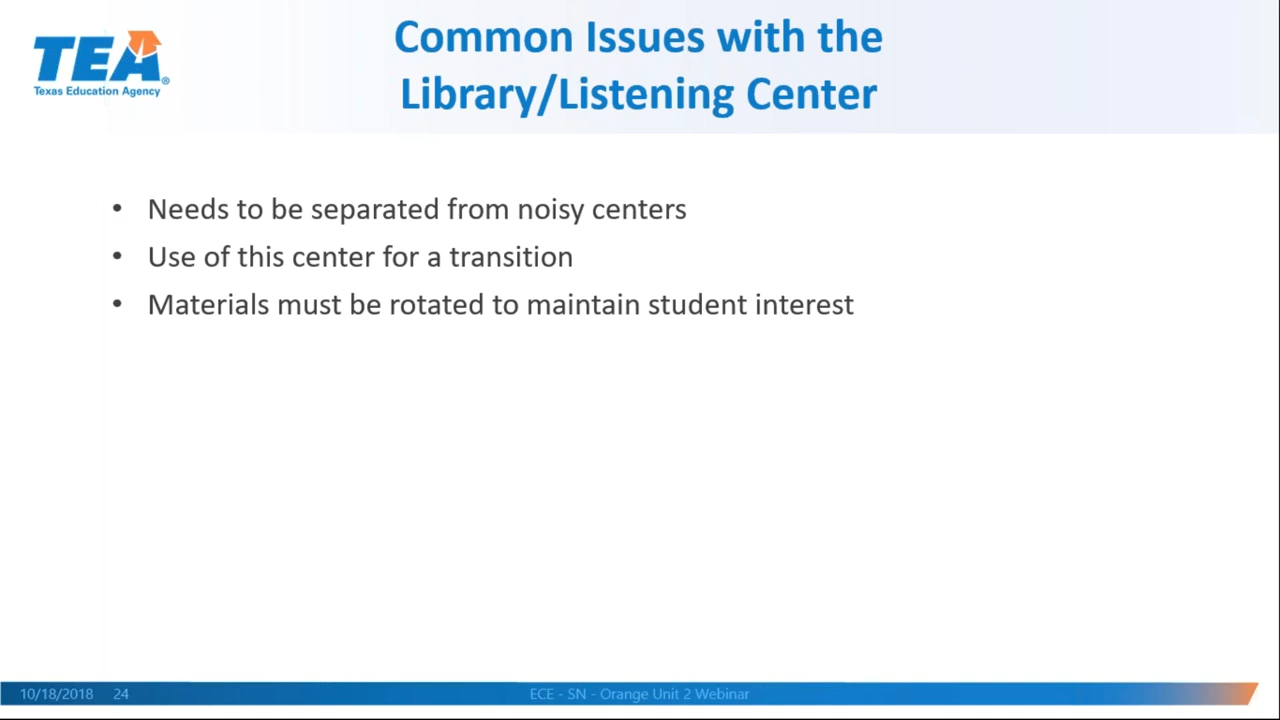 TEA®
Texas Education Agency
Common Issues with the
Library/Listening Center
• Needs to be separated from noisy centers
• Use of this center for a transition
• Materials must be rotated to maintain student interest
10/18/2018 24 ECE - SN - Orange Unit 2 Webinar